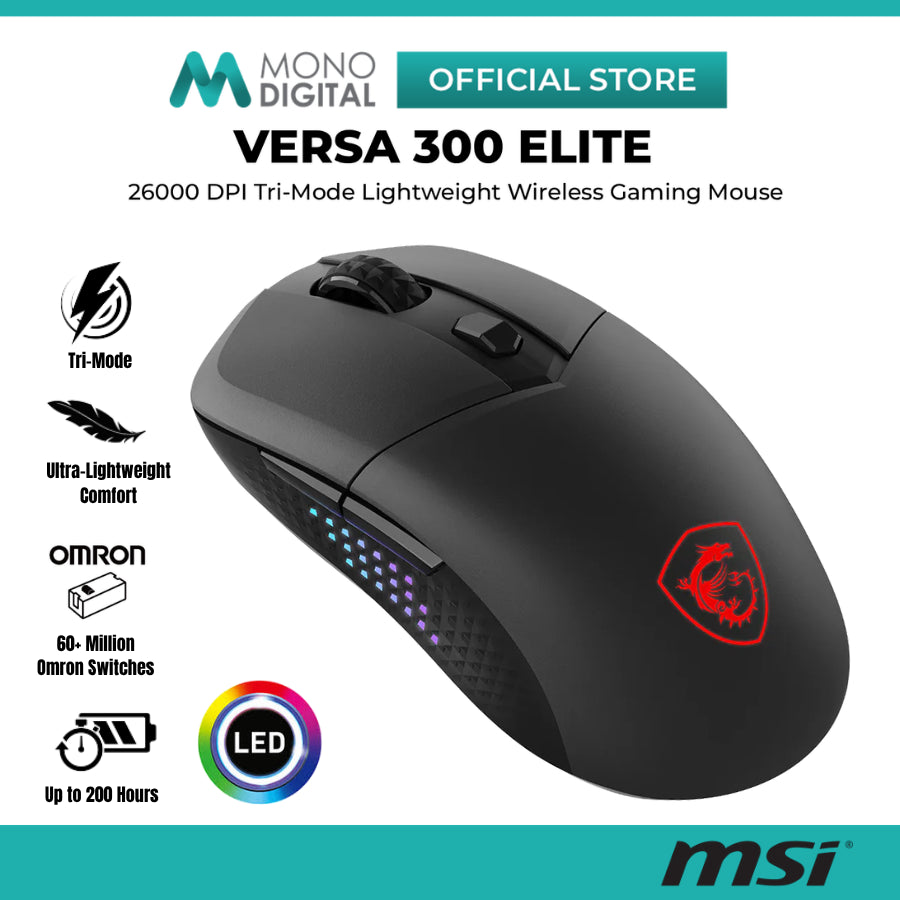 MONO
DIGITAL
OFFICIAL STORE
VERSA 300 ELITE
26000 DPI Tri-Mode Lightweight Wireless Gaming Mouse
Tri-Mode
Ultra-Lightweight
Comfort
OMRON
60+ Million
Omron Switches
LED
Up to 200 Hours
msi®